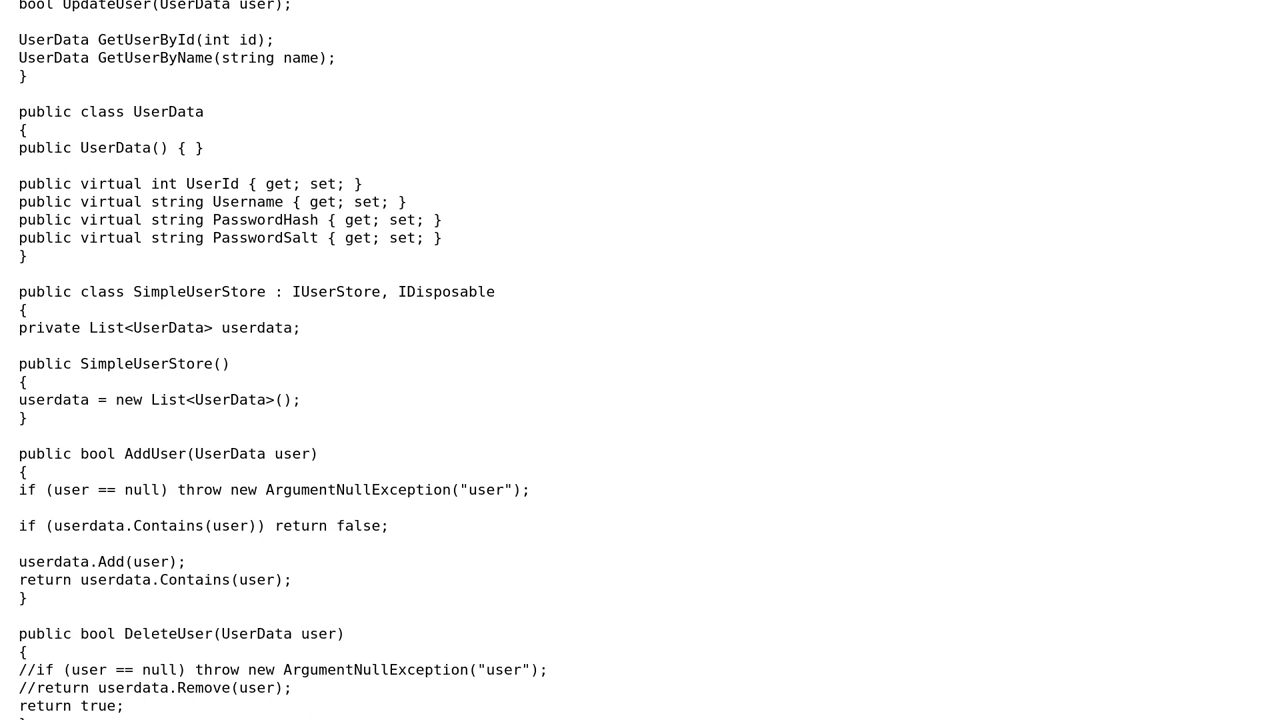 bool UpdateUser(UserData user);
UserData GetUserById(int id);
UserData GetUserByName(string name);
}
public class UserData
{
public UserData() { }
public virtual int UserId { get; set; }
public virtual string Username { get; set; }
public virtual string PasswordHash { get; set; }
public virtual string PasswordSalt { get; set; }
}
public class SimpleUserStore : IUserStore, IDisposable
{
private List<UserData> userdata;
public SimpleUserStore()
{
userdata = new List<UserData>();
}
public bool AddUser(UserData user)
{
if (user == null) throw new ArgumentNullException("user");
if (userdata.Contains(user)) return false;
userdata.Add(user);
return userdata.Contains(user);
}
public bool DeleteUser(UserData user)
{
//if (user == null) throw new ArgumentNullException("user");
//return userdata.Remove(user);
return true;
}